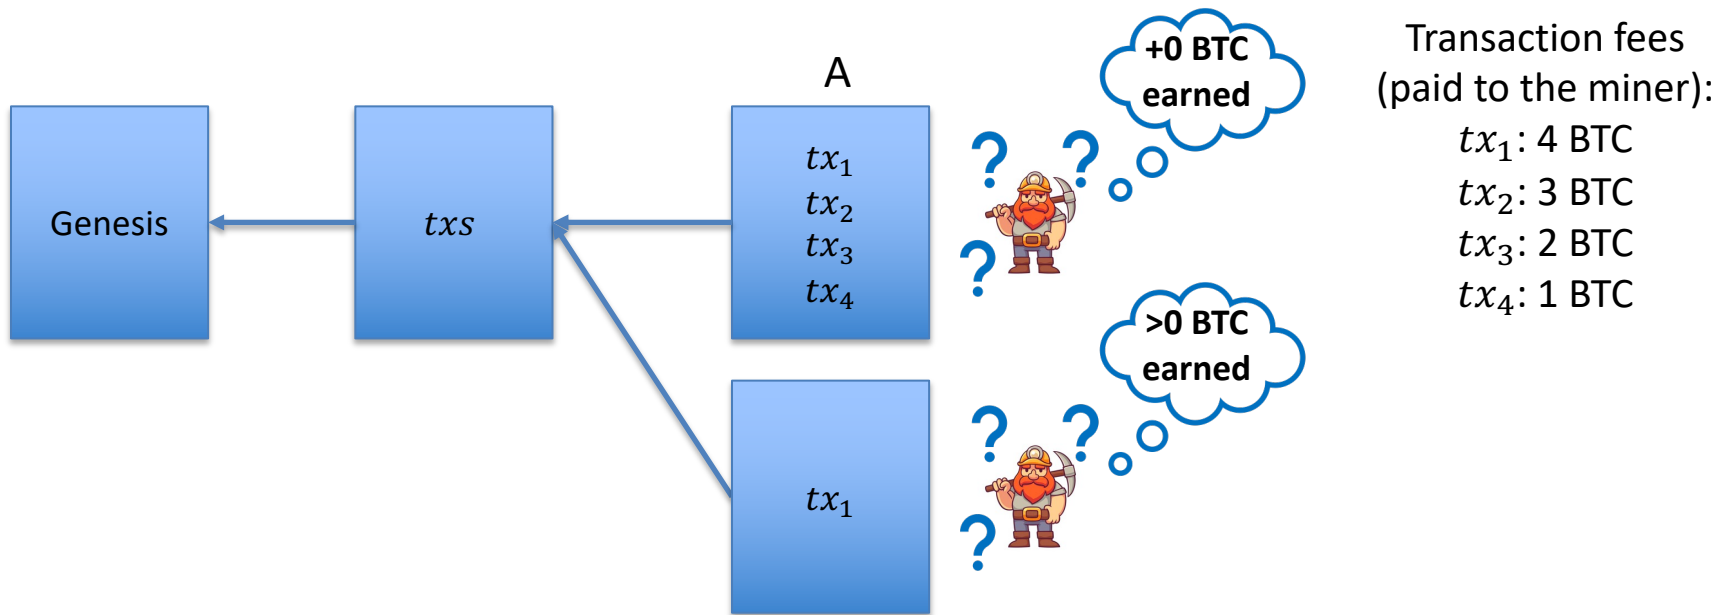 Genesis
txs
A
tx₁
tx₂
tx₃
tx₄
tx₁
?
?
?
+0 BTC
earned
?
?
?
>0 BTC
earned
Transaction fees
(paid to the miner):
tx₁: 4 BTC
tx₂: 3 BTC
tx₃: 2 BTC
tx₄: 1 BTC